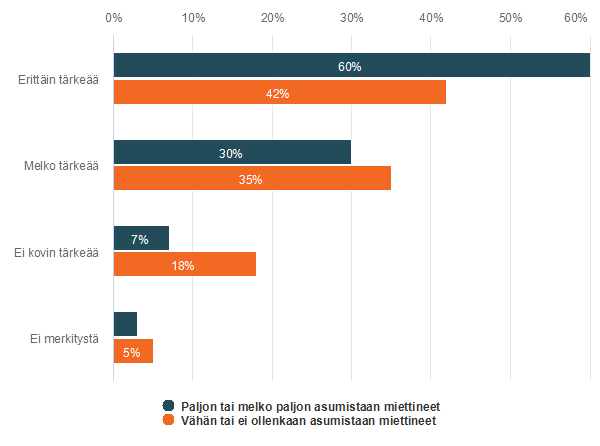 0% 10% 20% 30% 40% 50% 60%
Erittäin tärkeää
60%
42%
Melko tärkeää
30%
35%
Ei kovin tärkeää
7%
18%
Ei merkitystä
5%
Paljon tai melko paljon asumistaan miettineet
Vähän tai ei ollenkaan asumistaan miettineet